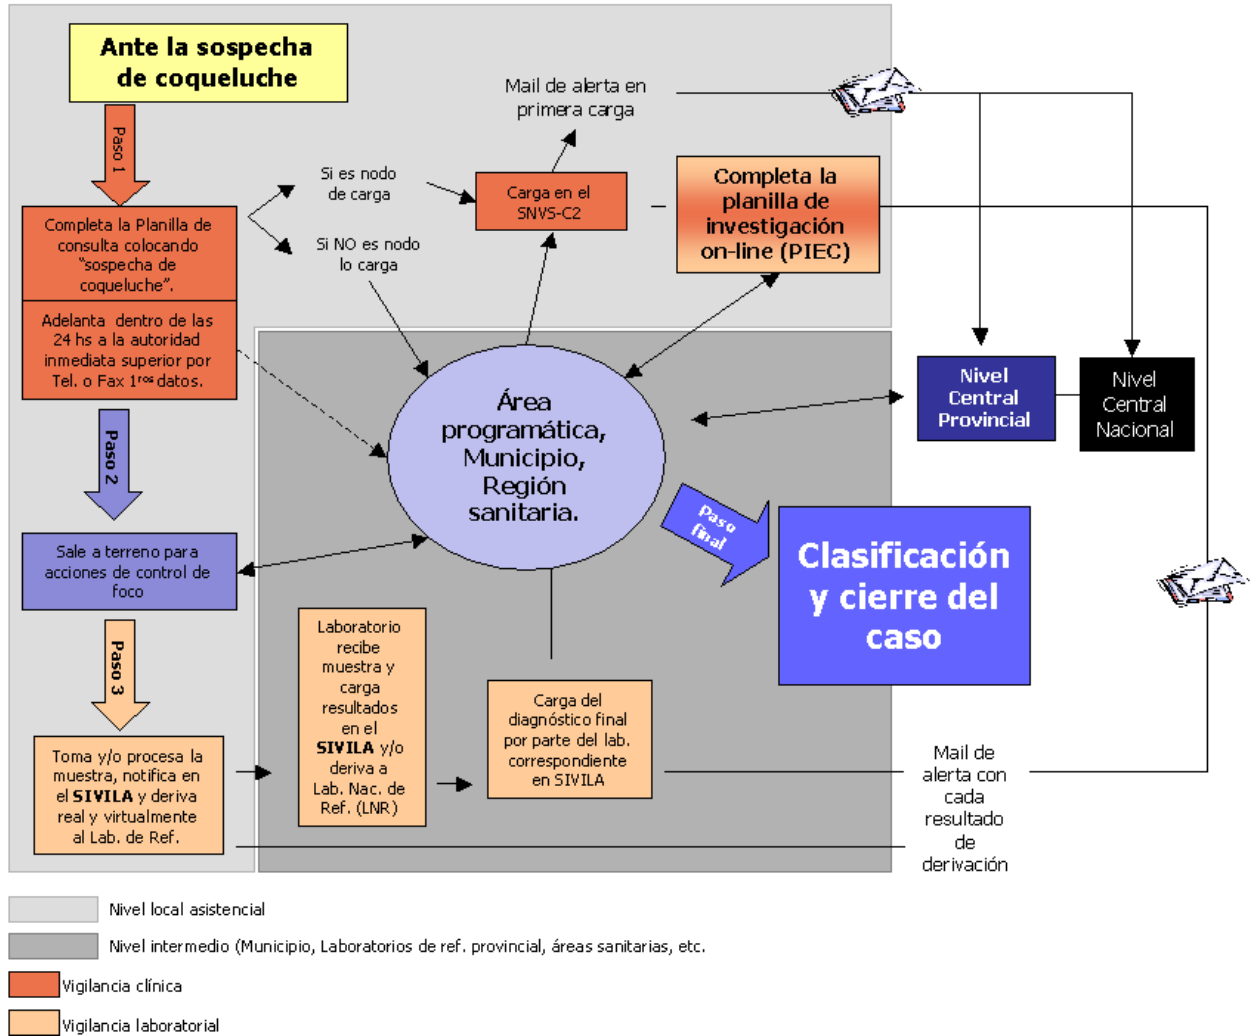 Ante la sospecha
de coqueluche
Paso 1
Completa la Planilla de
consulta colocando
“sospecha de
coqueluche”.
Adelanta dentro de las
24 hs a la autoridad
inmediata superior por
Tel. o Fax 1ros datos.
Paso 2
Sale a terreno para
acciones de control de
foco
Paso 3
Toma y/o procesa la
muestra, notifica en
el SIVILA y deriva
real y virtualmente
al Lab. de Ref.
Si es nodo
de carga
Si NO es nodo
lo carga
Mail de alerta en
primera carga
Carga en el
SNVS-C2
Completa la
planilla de
investigación
on-line (PIEC)
Área
programática,
Municipio,
Región
sanitaria.
Nivel
Central
Provincial
Nivel
Central
Nacional
Paso
final
Clasificación
y cierre del
caso
Laboratorio
recibe
muestra y
carga
resultados
en el
SIVILA y/o
deriva a
Lab. Nac. de
Ref. (LNR)
Carga del
diagnóstico final
por parte del lab.
correspondiente
en SIVILA
Mail de
alerta con
cada
resultado
de
derivación
Nivel local asistencial
Nivel intermedio (Municipio, Laboratorios de ref. provincial, áreas sanitarias, etc.
Vigilancia clínica
Vigilancia laboratorial